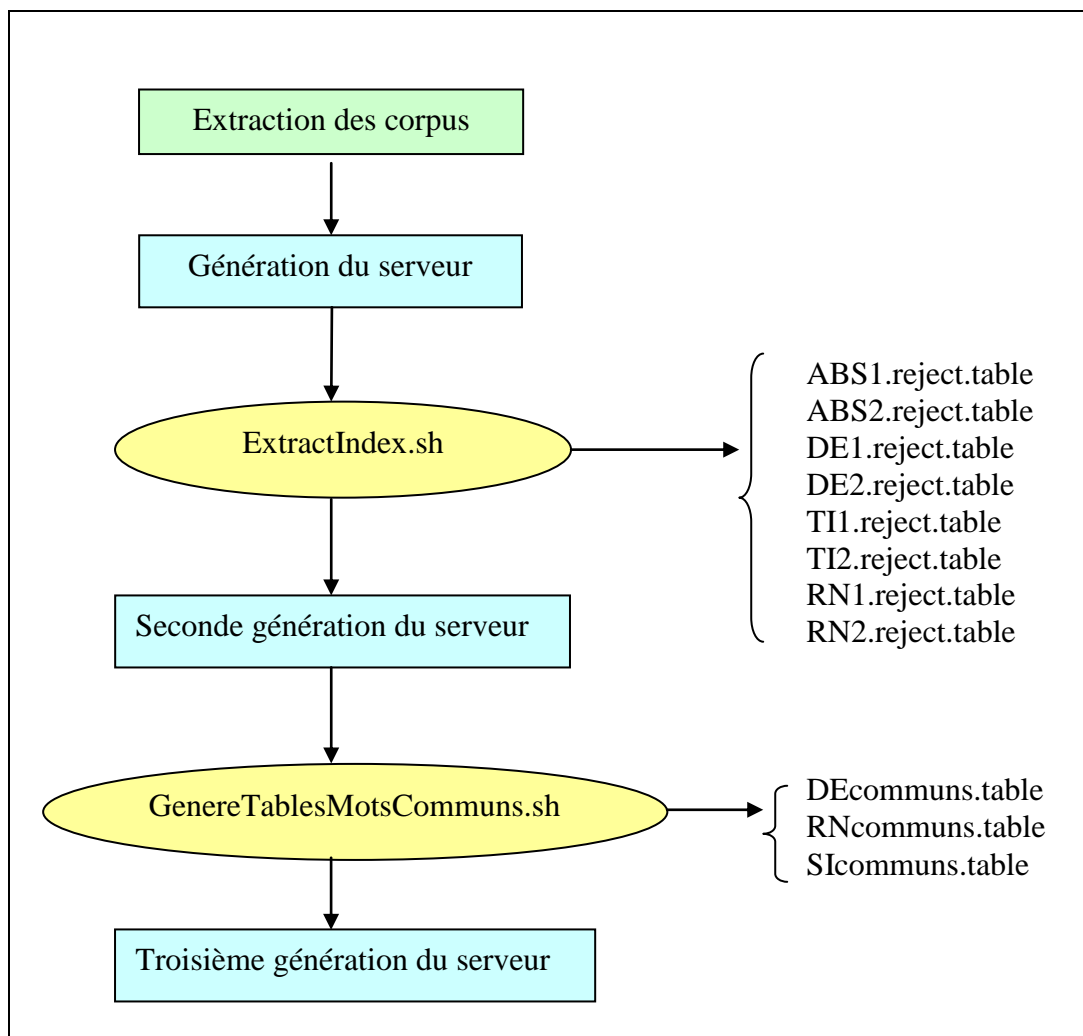 Extraction des corpus
Génération du serveur
ExtractIndex.sh
ABS1.reject.table
ABS2.reject.table
DE1.reject.table
DE2.reject.table
TI1.reject.table
TI2.reject.table
RN1.reject.table
RN2.reject.table
Seconde génération du serveur
GenereTablesMotsCommuns.sh
DEcommuns.table
RNcommuns.table
SIcommuns.table
Troisième génération du serveur